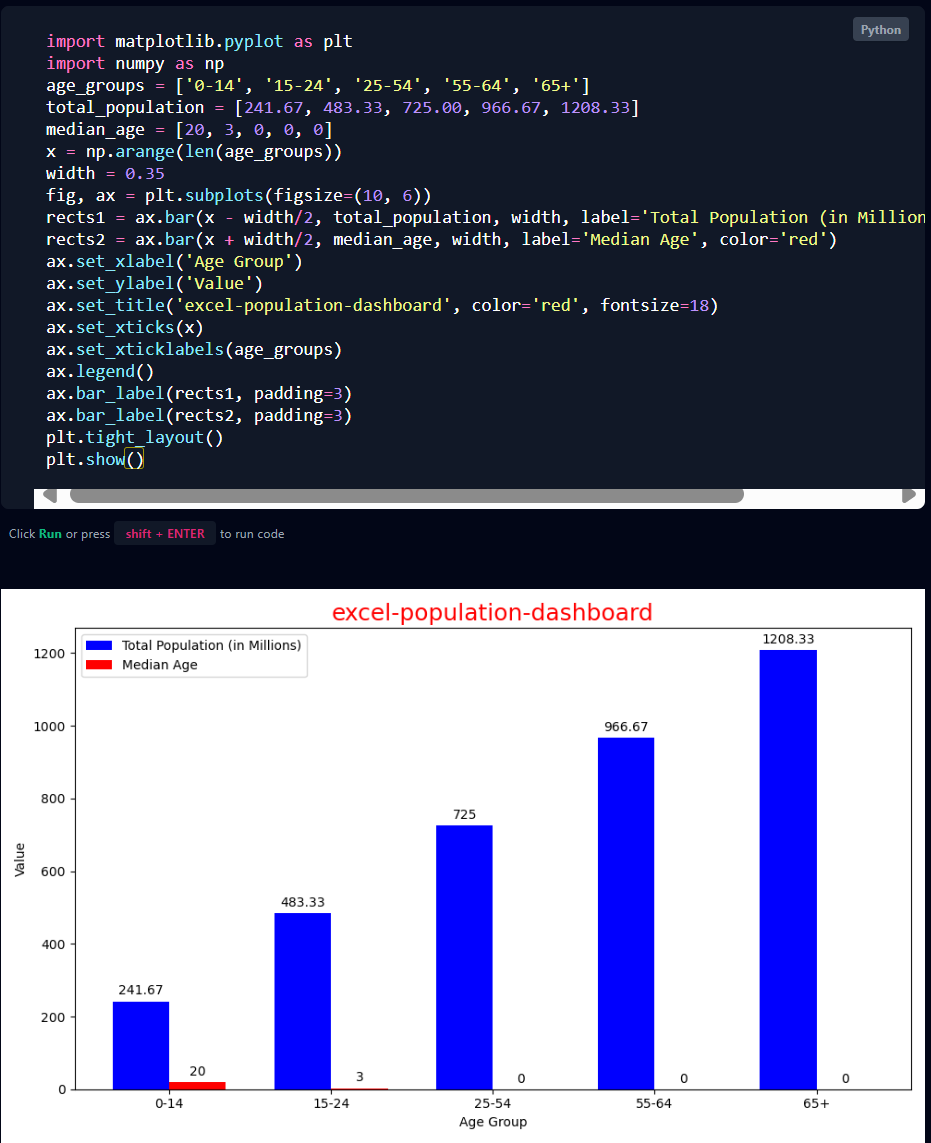 Python
import matplotlib.pyplot as plt
import numpy as np
age_groups = ['0-14', '15-24', '25-54', '55-64', '65+']
total_population = [241.67, 483.33, 725.00, 966.67, 1208.33]
median_age = [20, 3, 0, 0, 0]
x = np.arange(len(age_groups))
width = 0.35
fig, ax = plt.subplots(figsize=(10, 6))
rects1 = ax.bar(x - width/2, total_population, width, label='Total Population (in Million
rects2 = ax.bar(x + width/2, median_age, width, label='Median Age', color='red')
ax.set_xlabel('Age Group')
ax.set_ylabel('Value')
ax.set_title('excel-population-dashboard', color='red', fontsize=18)
ax.set_xticks(x)
ax.set_xticklabels(age_groups)
ax.legend()
ax.bar_label(rects1, padding=3)
ax.bar_label(rects2, padding=3)
plt.tight_layout()
plt.show()
Click Run or press shift + ENTER to run code
excel-population-dashboard
Total Population (in Millions)
Median Age
Value
1200
1000
800
600
400
200
0
241.67
20
483.33
3
725
0
966.67
0
1208.33
0
0-14 15-24 25-54 55-64 65+
Age Group